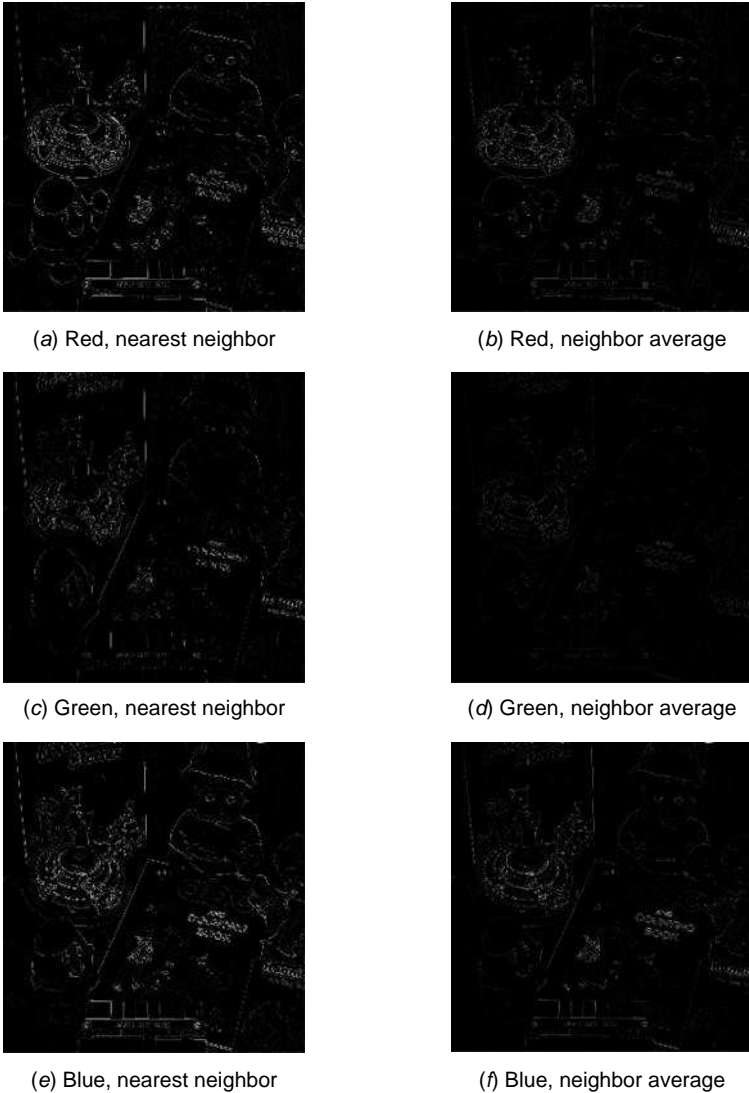 (a) Red, nearest neighbor
(b) Red, neighbor average
(c) Green, nearest neighbor
(d) Green, neighbor average
(e) Blue, nearest neighbor
(f) Blue, neighbor average